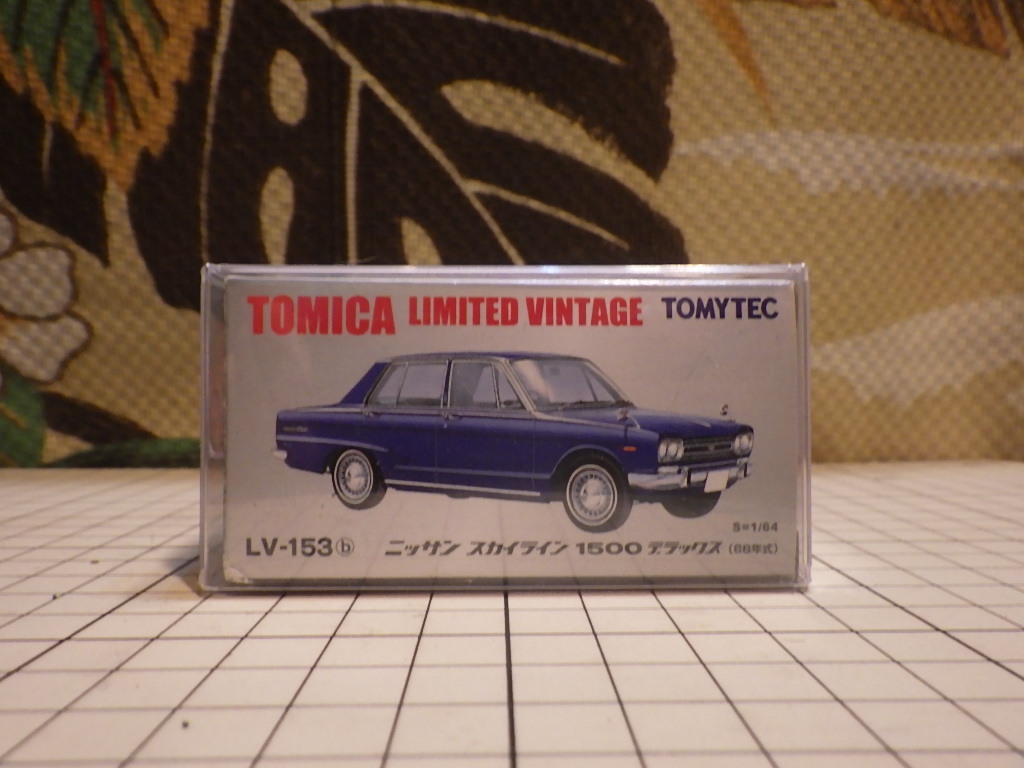 TOMICA LIMITED VINTAGE TOMYTEC
S=1/64
LV-153ⓑ ニッサン スカイライン 1500 デラックス (68年式)